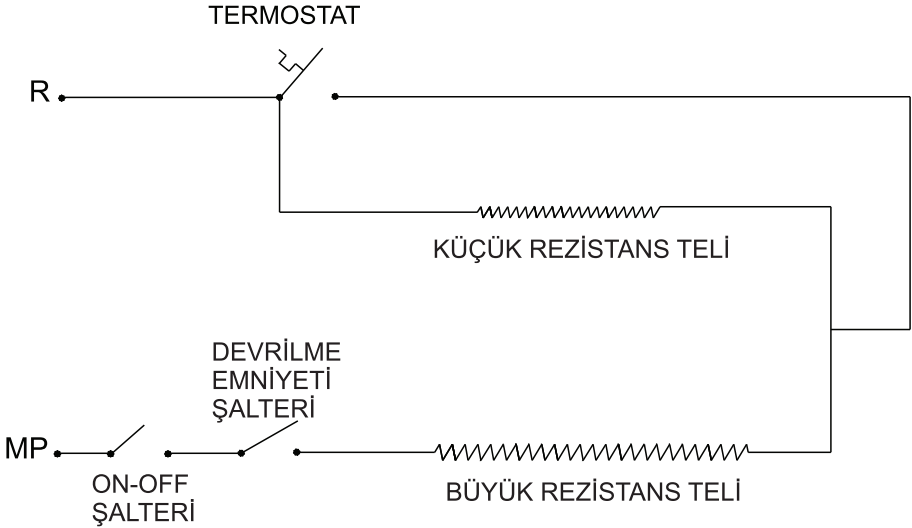 TERMOSTAT
R
KÜÇÜK REZİSTANS TELİ
DEVRİLME
EMNİYETİ
ŞALTERİ
MP
ON-OFF
ŞALTERİ
BÜYÜK REZİSTANS TELİ